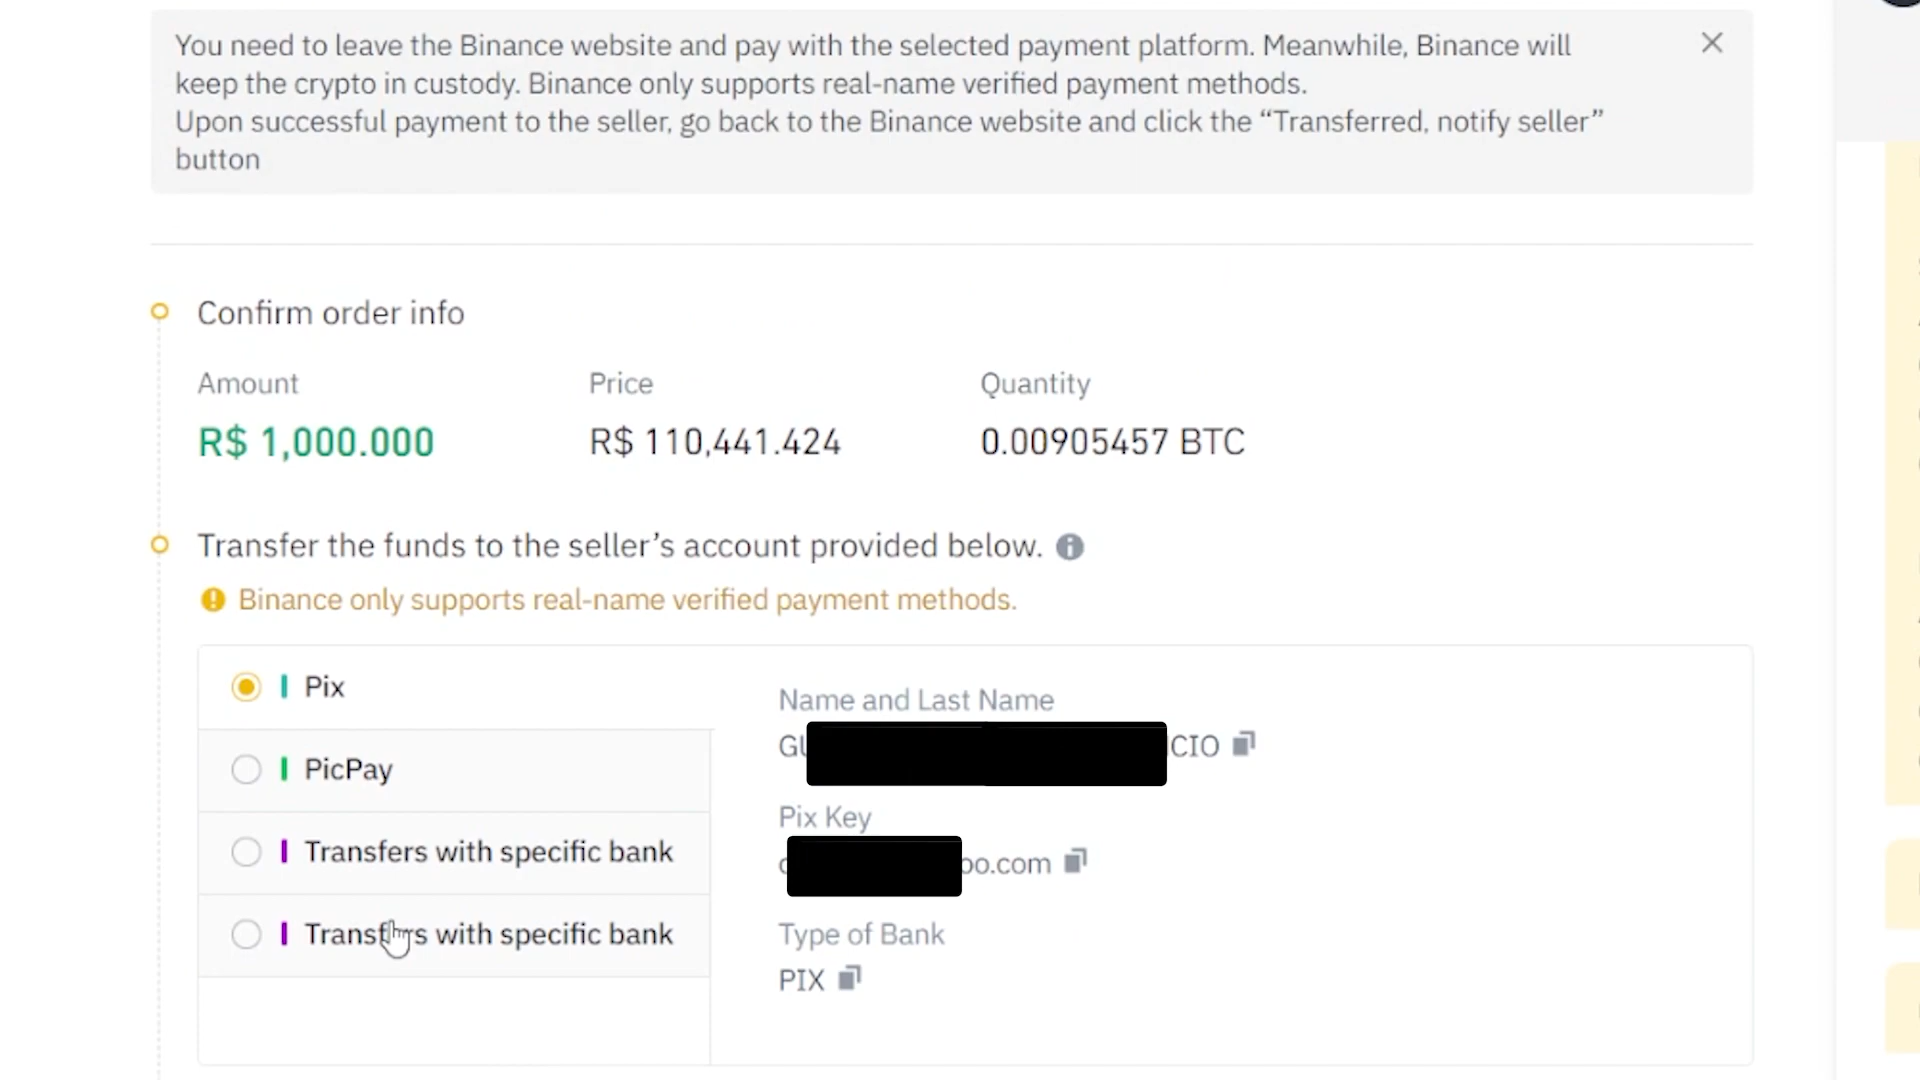 You need to leave the Binance website and pay with the selected payment platform. Meanwhile, Binance will
keep the crypto in custody. Binance only supports real-name verified payment methods.
Upon successful payment to the seller, go back to the Binance website and click the “Transferred, notify seller”
button
Confirm order info
Amount
Price
Quantity
R$ 1,000.000
R$ 110,441.424
0.00905457 BTC
Transfer the funds to the seller’s account provided below.
Binance only supports real-name verified payment methods.
Pix
PicPay
Transfers with specific bank
Transfers with specific bank
Name and Last Name
GU CIO
Pix Key
oo.com
Type of Bank
PIX